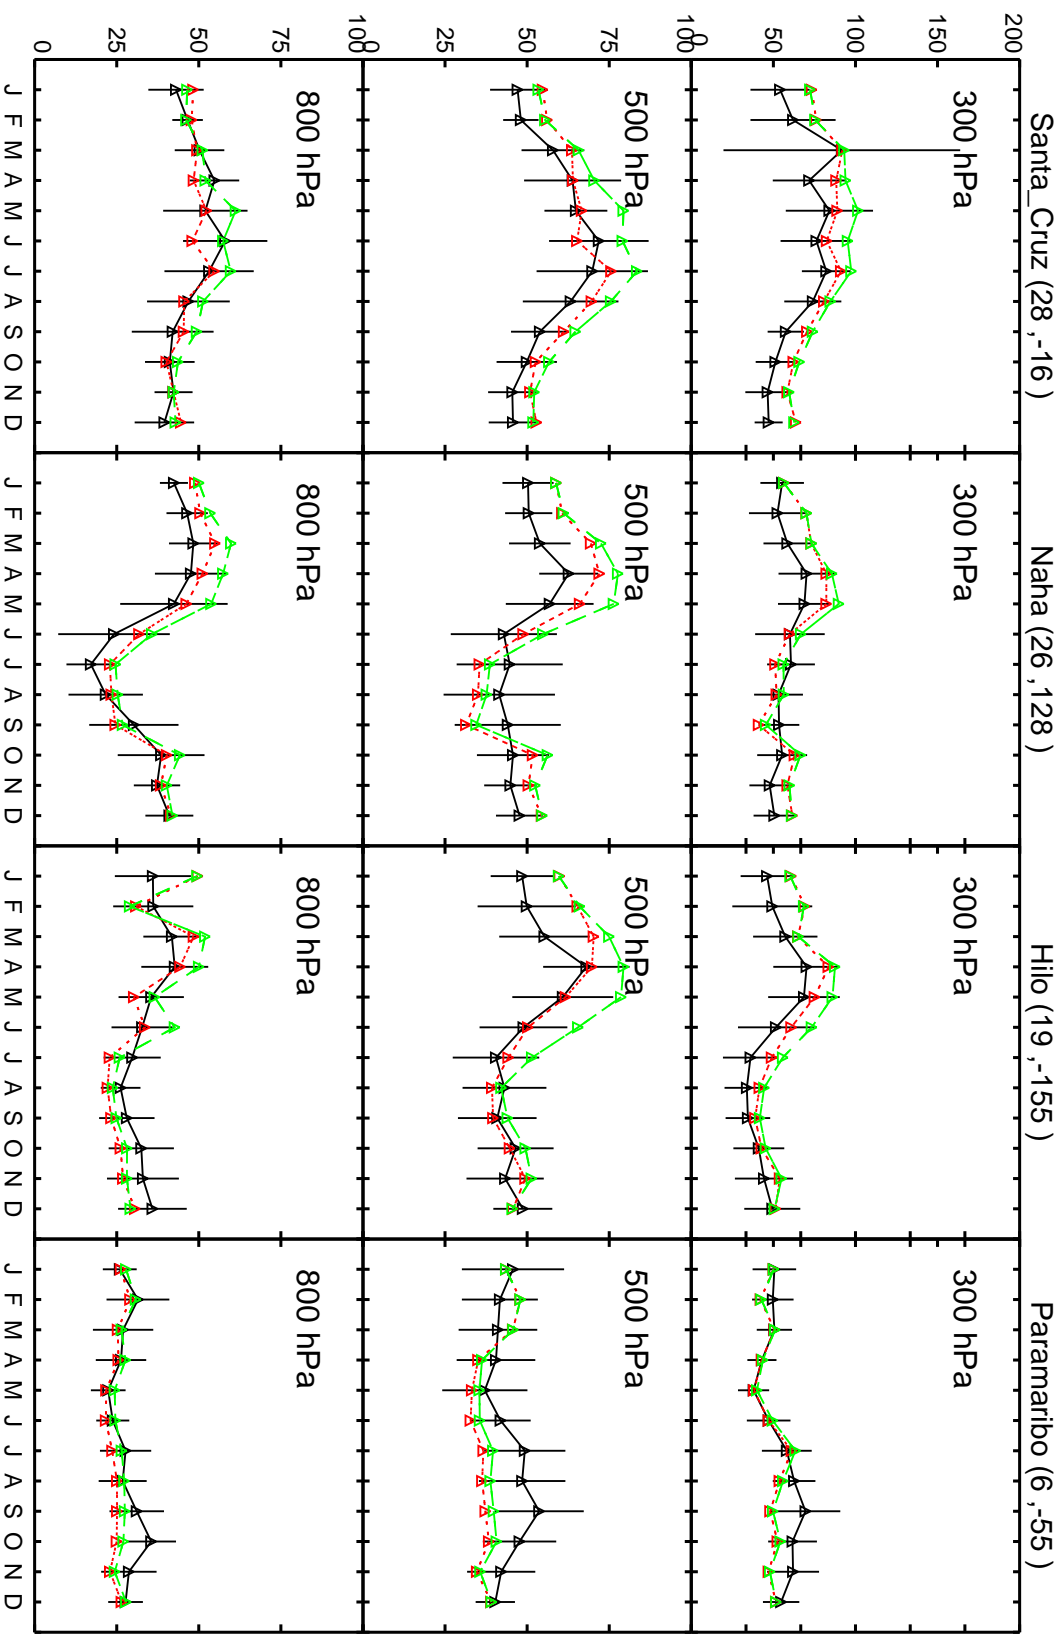 Santa_Cruz (28 ,-16 )
Naha (26 ,128 )
Hilo (19 ,-155 )
Paramaribo (6 ,-55 )
200
150
100
50
300 hPa
300 hPa
300 hPa
300 hPa
100
75
50
25
0
500 hPa
500 hPa
500 hPa
500 hPa
100
75
50
25
0
800 hPa
800 hPa
800 hPa
800 hPa
J F M A M J J A S O N D
J F M A M J J A S O N D
J F M A M J J A S O N D
J F M A M J J A S O N D